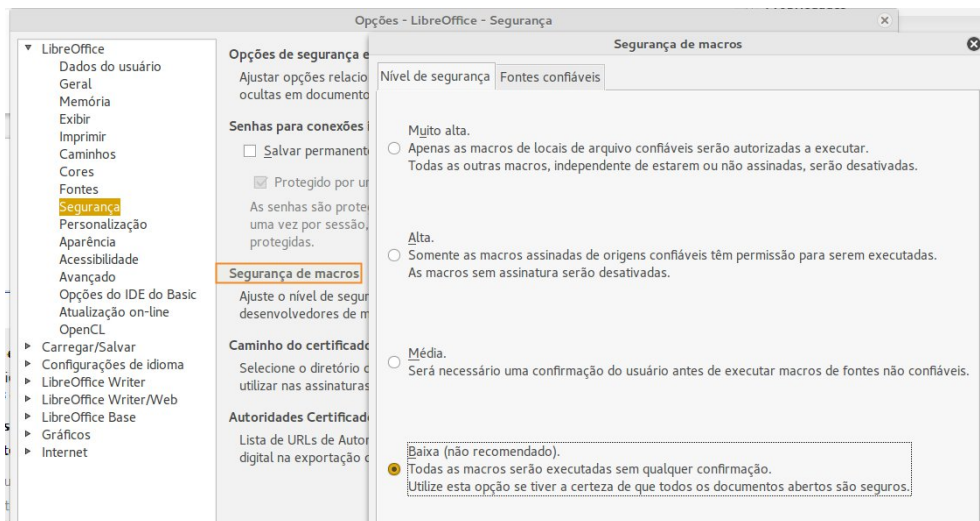 Opções - LibreOffice - Segurança
LibreOffice
Dados do usuário
Geral
Memória
Exibir
Imprimir
Caminhos
Cores
Fontes
Segurança
Personalização
Aparência
Acessibilidade
Avançado
Opções do IDE do Basic
Atualização on-line
OpenCL
Carregar/Salvar
Configurações de idioma
LibreOffice Writer
LibreOffice Writer/Web
LibreOffice Base
Gráficos
Internet
Opções de segurança e
Ajustar opções relacio
ocultas em documento
Senhas para conexões
Salvar permanent
Protegido por
As senhas são
uma vez por sessão,
protegidas.
Segurança de macros
Ajuste o nível de segur
desenvolvedores de m
Caminho do certificado
Selecione o diretório
utilizar nas assinaturas
Autoridades Certificad
Lista de URLs de Autor
digital na exportação
Segurança de macros
Nível de segurança Fontes confiáveis
Muito alta.
Apenas as macros de locais de arquivo confiáveis serão autorizadas a executar.
Todas as outras macros, independente de estarem ou não assinadas, serão desativadas.
Alta.
Somente as macros assinadas de origens confiáveis têm permissão para serem executadas.
As macros sem assinatura serão desativadas.
Média.
Será necessário uma confirmação do usuário antes de executar macros de fontes não confiáveis.
Baixa (não recomendado).
Todas as macros serão executadas sem qualquer confirmação.
Utilize esta opção se tiver a certeza de que todos os documentos abertos são seguros.